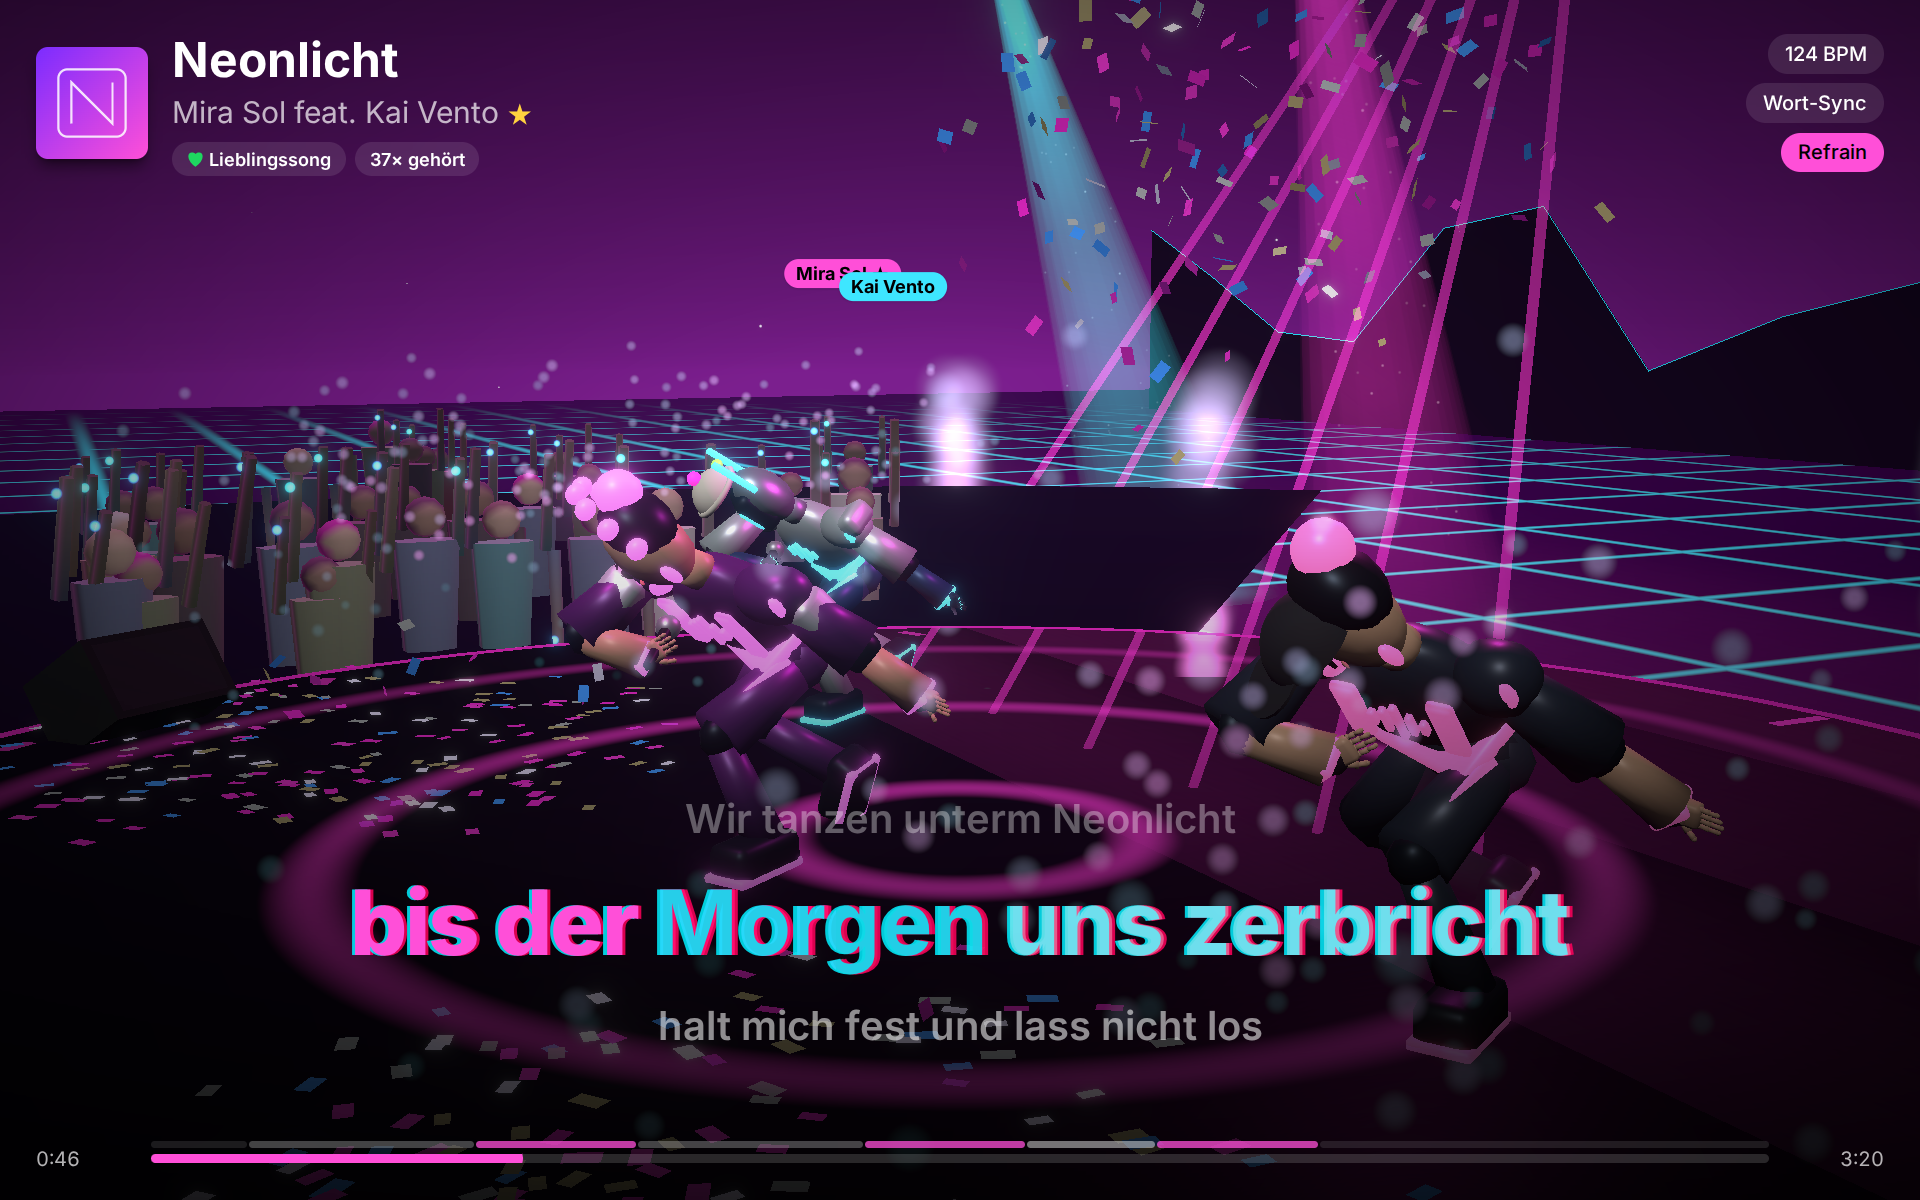 Neonlicht
Mira Sol feat. Kai Vento ★
Lieblingssong
37× gehört
124 BPM
Wort-Sync
Refrain
Mira
Kai Vento
Wir tanzen unterm Neonlicht
bis der Morgen uns zerbricht
halt mich fest und lass nicht los
0:46
3:20